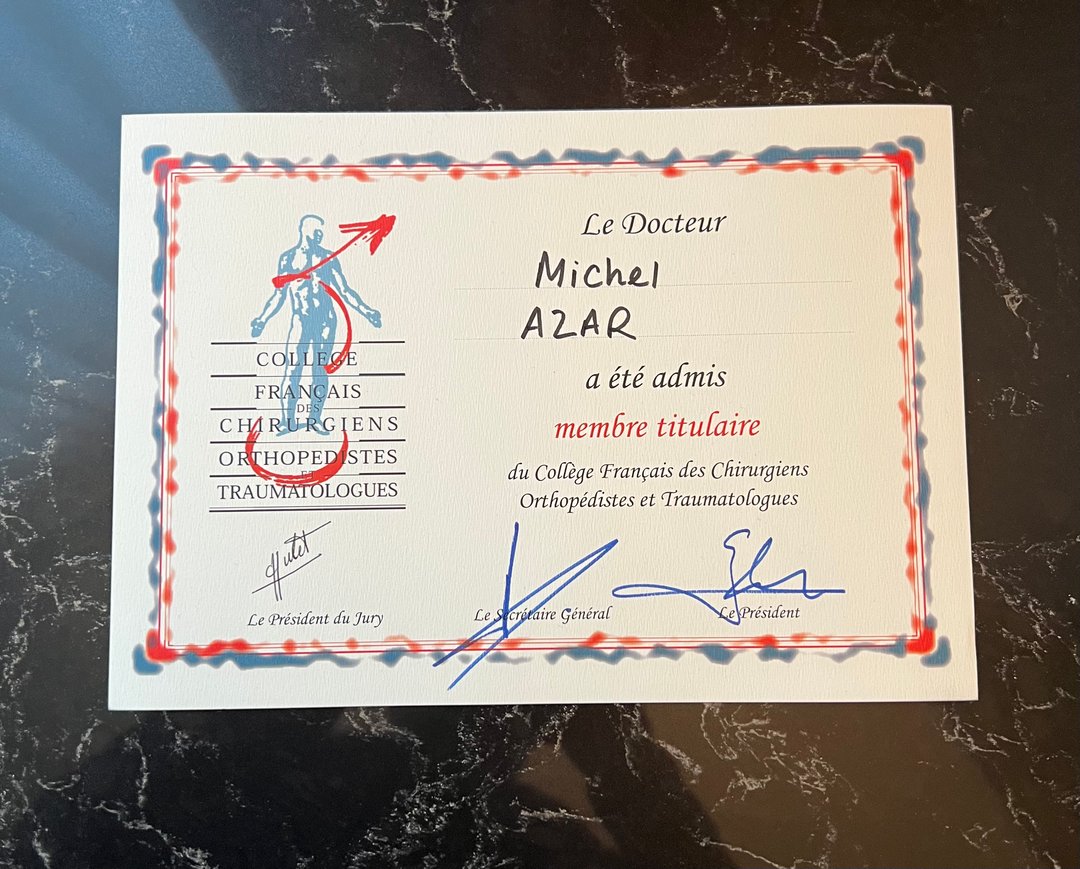 COLLEGE
FRANÇAIS
DES
CHIRURGIENS
ORTHOPEDISTES
ET
TRAUMATOLOGUES
Le Docteur
Michel
AZAR
a été admis
membre titulaire
du Collège Français des Chirurgiens
Orthopédistes et Traumatologues
Le Président du Jury
Le Secrétaire Général
Le Président